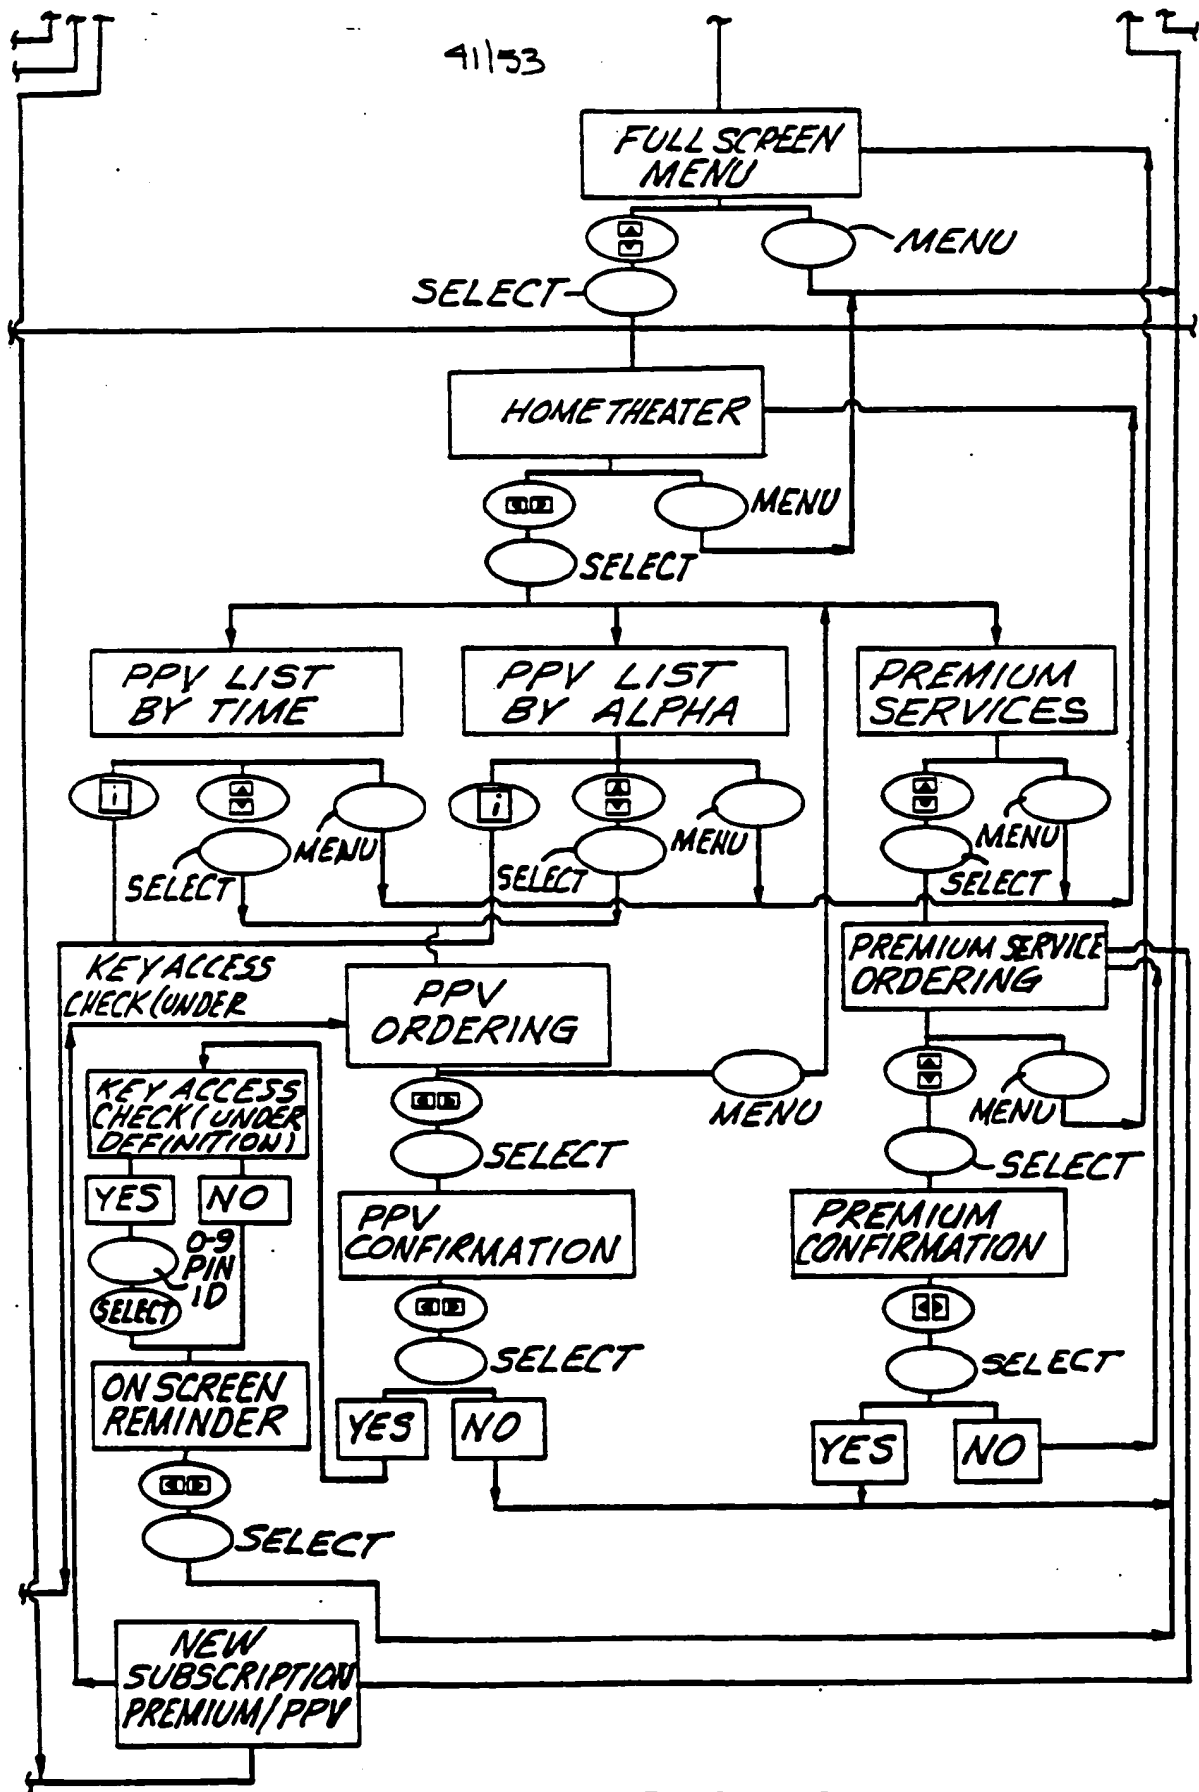 41/53
FULL SCREEN
MENU
MENU
SELECT
HOME THEATER
MENU
SELECT
PPV LIST
BY TIME
PPV LIST
BY ALPHA
PREMIUM
SERVICES
i
i
MENU
SELECT
MENU
SELECT
MENU
SELECT
KEY ACCESS
CHECK (UNDER
PPV
ORDERING
PREMIUM SERVICE
ORDERING
KEY ACCESS
CHECK (UNDER
DEFINITION)
MENU
MENU
SELECT
SELECT
YES
NO
0-9
PIN
ID
SELECT
PPV
CONFIRMATION
PREMIUM
CONFIRMATION
SELECT
SELECT
ON SCREEN
REMINDER
YES
NO
YES
NO
SELECT
NEW
SUBSCRIPTION
PREMIUM/PPV